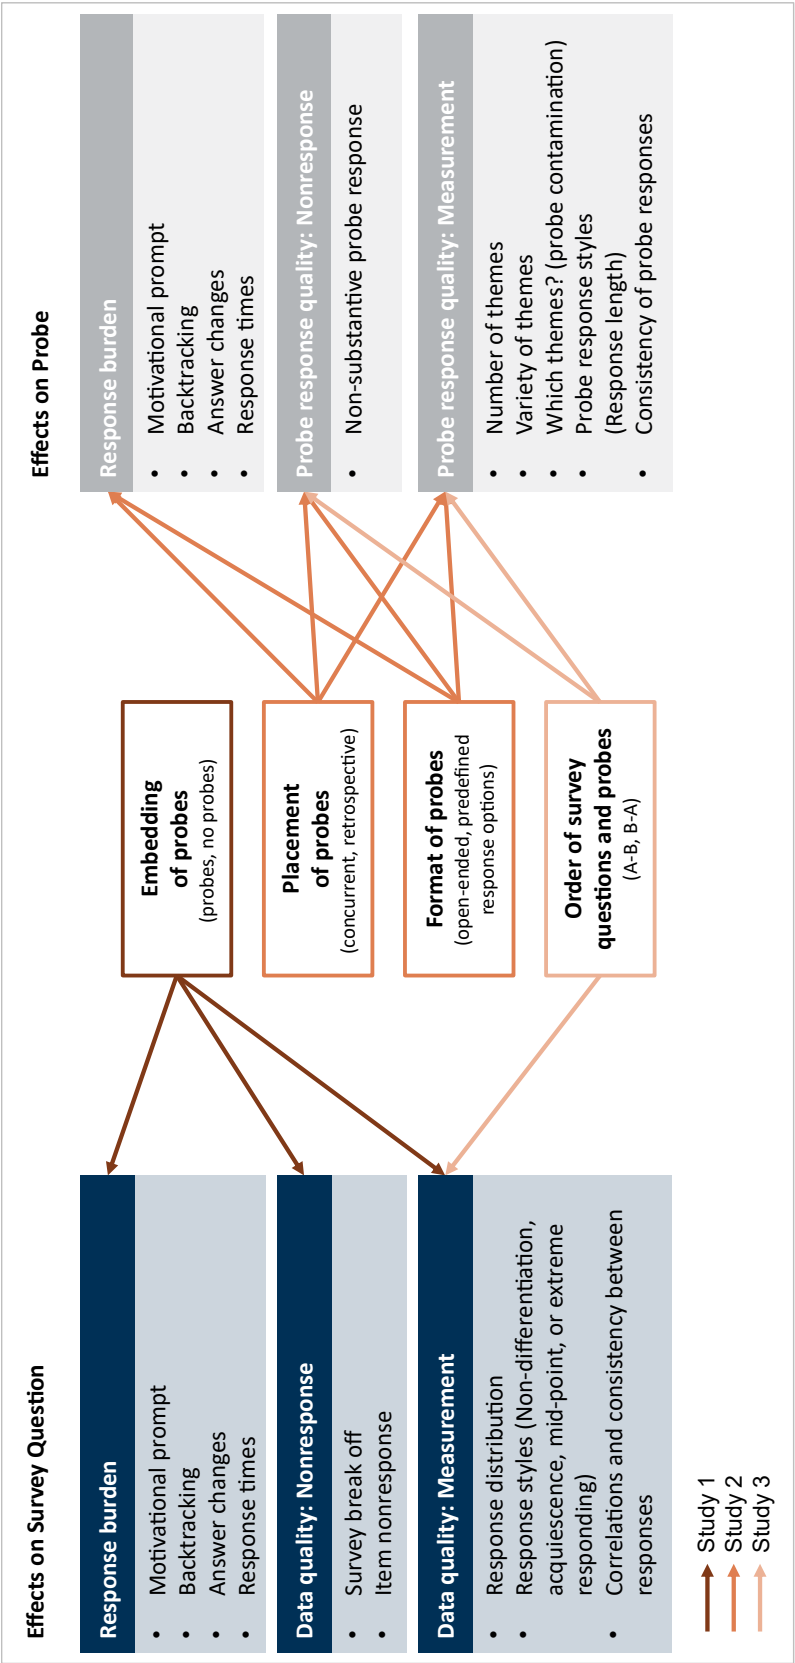 Effects on Survey Question
Response burden
• Motivational prompt
• Backtracking
• Answer changes
• Response times
Data quality: Nonresponse
• Survey break off
• Item nonresponse
Data quality: Measurement
• Response distribution
• Response styles (Non-differentiation,
acquiescence, mid-point, or extreme
responding)
• Correlations and consistency between
responses
Embedding
of probes
(probes, no probes)
Placement
of probes
(concurrent, retrospective)
Format of probes
(open-ended, predefined
response options)
Order of survey
questions and probes
(A-B, B-A)
Effects on Probe
Response burden
• Motivational prompt
• Backtracking
• Answer changes
• Response times
Probe response quality: Nonresponse
• Non-substantive probe response
Probe response quality: Measurement
• Number of themes
• Variety of themes
• Which themes? (probe contamination)
• Probe response styles
(Response length)
• Consistency of probe responses
Study 1
Study 2
Study 3